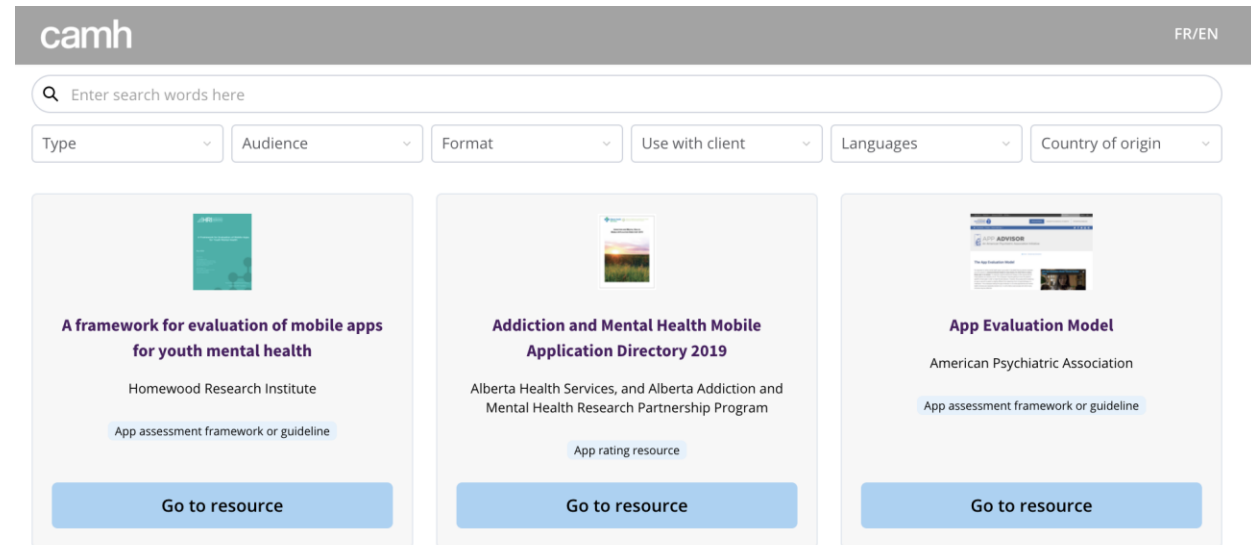 camh
FR/EN
Enter search words here
Type
Audience
Format
Use with client
Languages
Country of origin
APP ADVISOR
The App Evaluation Model
A framework for evaluation of mobile apps
for youth mental health
Homewood Research Institute
App assessment framework or guideline
Go to resource
Addiction and Mental Health Mobile
Application Directory 2019
Alberta Health Services, and Alberta Addiction and
Mental Health Research Partnership Program
App rating resource
Go to resource
App Evaluation Model
American Psychiatric Association
App assessment framework or guideline
Go to resource